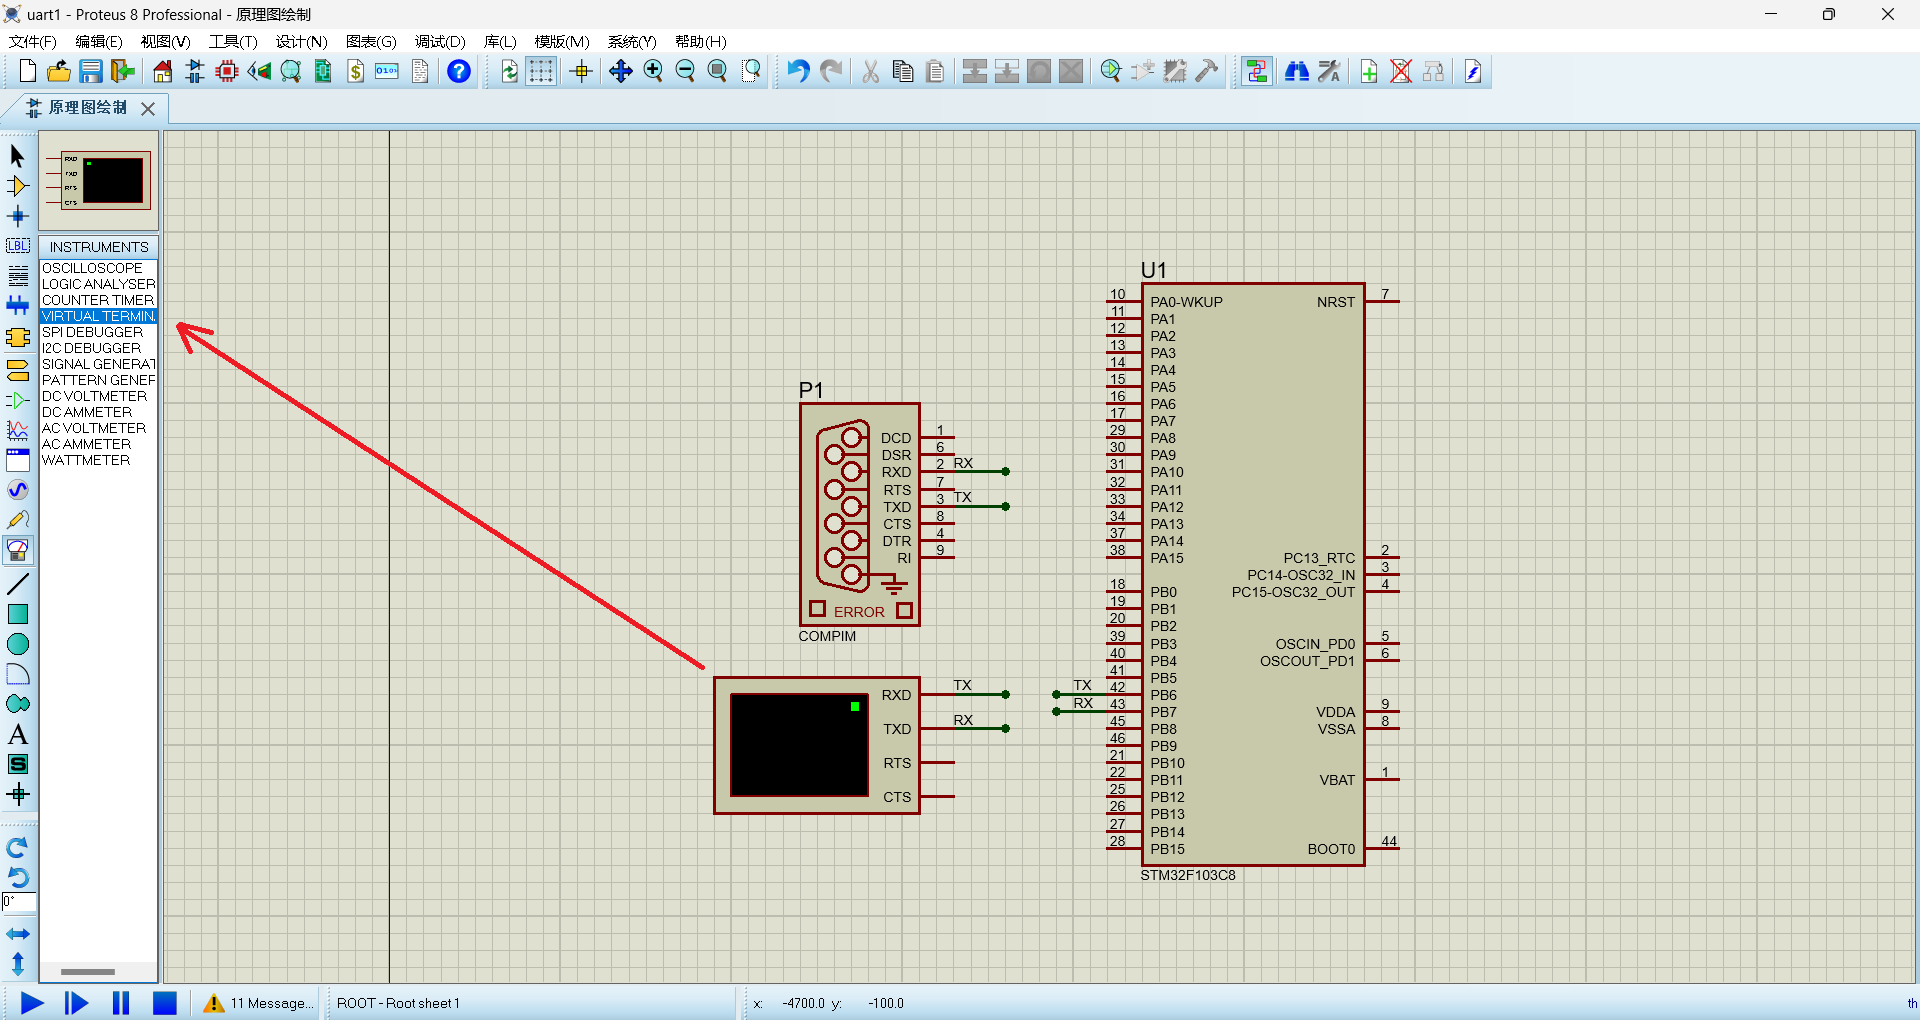 uart1 - Proteus 8 Professional - 原理图绘制
文件(F) 编辑(E) 视图(V) 工具(T) 设计(N) 图表(G) 调试(D) 库(L) 模版(M) 系统(Y) 帮助(H)
原理图绘制
RXD
TXD
RTS
CTS
INSTRUMENTS
OSCILLOSCOPE
LOGIC ANALYSER
COUNTER TIMER
VIRTUAL TERMIN
SPI DEBUGGER
I2C DEBUGGER
SIGNAL GENERAT
PATTERN GENEF
DC VOLTMETER
DC AMMETER
AC VOLTMETER
AC AMMETER
WATTMETER
LBL
A
S
0°
P1
DCD 1
DSR 6
RXD 2 RX
RTS 7
TXD 3 TX
CTS 8
DTR 4
RI 9
ERROR
COMPIM
RXD TX
TXD RX
RTS
CTS
U1
10 PA0-WKUP NRST 7
11 PA1
12 PA2
13 PA3
14 PA4
15 PA5
16 PA6
17 PA7
29 PA8
30 PA9
31 PA10
32 PA11
33 PA12
34 PA13
37 PA14
38 PA15 PC13_RTC 2
PC14-OSC32_IN 3
18 PB0 PC15-OSC32_OUT 4
19 PB1
20 PB2
39 PB3 OSCIN_PD0 5
40 PB4 OSCOUT_PD1 6
41 PB5
TX 42 PB6
RX 43 PB7 VDDA 9
45 PB8 VSSA 8
46 PB9
21 PB10
22 PB11 VBAT 1
25 PB12
26 PB13
27 PB14
28 PB15 BOOT0 44
STM32F103C8
11 Message... ROOT - Root sheet 1 x: -4700.0 y: -100.0 th